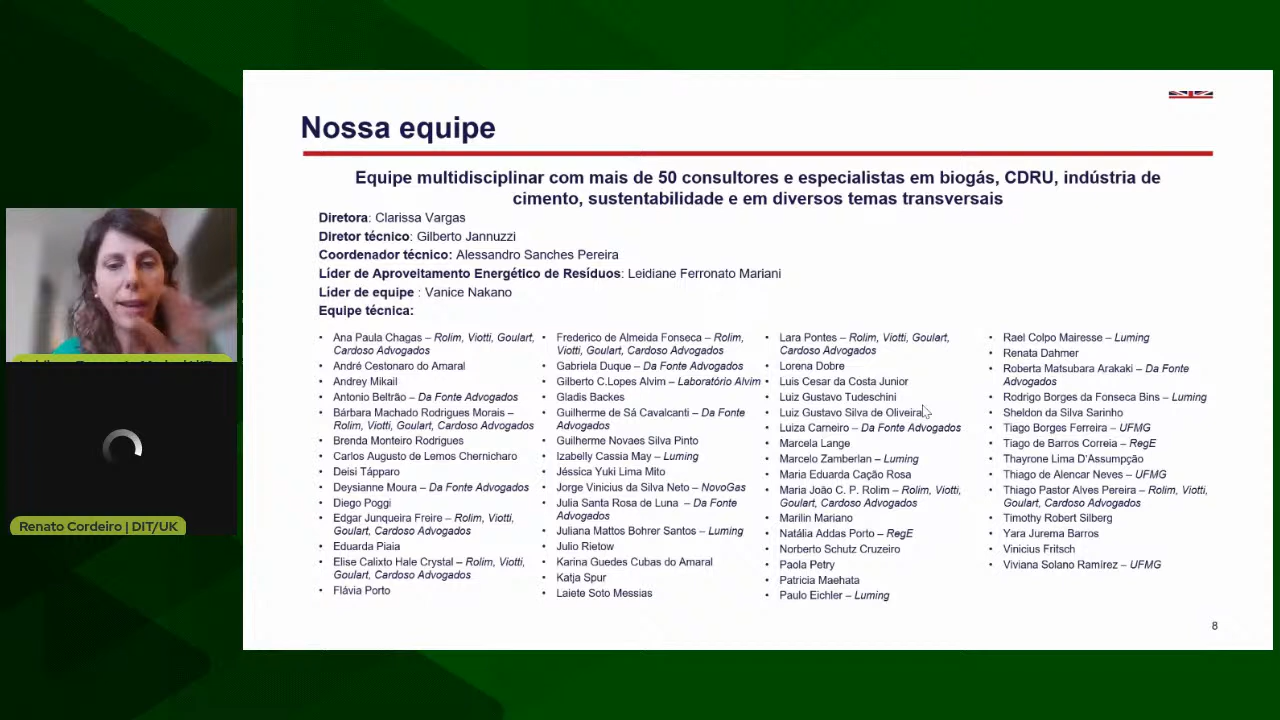 Nossa equipe
Equipe multidisciplinar com mais de 50 consultores e especialistas em biogás, CDRU, indústria de
cimento, sustentabilidade e em diversos temas transversais
Diretora: Clarissa Vargas
Diretor técnico: Gilberto Jannuzzi
Coordenador técnico: Alessandro Sanches Pereira
Líder de Aproveitamento Energético de Resíduos: Leidiane Ferronato Mariani
Líder de equipe : Vanice Nakano
Equipe técnica:
• Ana Paula Chagas – Rolim, Viotti, Goulart,
Cardoso Advogados
• André Cestonaro do Amaral
• Andrey Mikail
• Antonio Beltrão – Da Fonte Advogados
• Bárbara Machado Rodrigues Morais –
Rolim, Viotti, Goulart, Cardoso Advogados
• Brenda Monteiro Rodrigues
• Carlos Augusto de Lemos Chernicharo
• Deisi Tápparo
• Deysianne Moura – Da Fonte Advogados
• Diego Poggi
• Edgar Junqueira Freire – Rolim, Viotti,
Goulart, Cardoso Advogados
• Eduarda Piaia
• Elise Calixto Hale Crystal – Rolim, Viotti,
Goulart, Cardoso Advogados
• Flávia Porto
• Frederico de Almeida Fonseca – Rolim,
Viotti, Goulart, Cardoso Advogados
• Gabriela Duque – Da Fonte Advogados
• Gilberto C.Lopes Alvim – Laboratório Alvim
• Gladis Backes
• Guilherme de Sá Cavalcanti – Da Fonte
Advogados
• Guilherme Novaes Silva Pinto
• Izabelly Cassia May – Luming
• Jéssica Yuki Lima Mito
• Jorge Vinicius da Silva Neto – NovoGas
• Julia Santa Rosa de Luna – Da Fonte
Advogados
• Juliana Mattos Bohrer Santos – Luming
• Julio Rietow
• Karina Guedes Cubas do Amaral
• Katja Spur
• Laiete Soto Messias
• Lara Pontes – Rolim, Viotti, Goulart,
Cardoso Advogados
• Lorena Dobre
• Luis Cesar da Costa Junior
• Luiz Gustavo Tudeschini
• Luiz Gustavo Silva de Oliveira
• Luiza Carneiro – Da Fonte Advogados
• Marcela Lange
• Marcelo Zamberlan – Luming
• Maria Eduarda Cação Rosa
• Maria João C. P. Rolim – Rolim, Viotti,
Goulart, Cardoso Advogados
• Marilin Mariano
• Natália Addas Porto – RegE
• Norberto Schutz Cruzeiro
• Paola Petry
• Patricia Maehata
• Paulo Eichler – Luming
• Rael Colpo Mairesse – Luming
• Renata Dahmer
• Roberta Matsubara Arakaki – Da Fonte
Advogados
• Rodrigo Borges da Fonseca Bins – Luming
• Sheldon da Silva Sarinho
• Tiago Borges Ferreira – UFMG
• Tiago de Barros Correia – RegE
• Thayrone Lima D'Assumpção
• Thiago de Alencar Neves – UFMG
• Thiago Pastor Alves Pereira – Rolim, Viotti,
Goulart, Cardoso Advogados
• Timothy Robert Silberg
• Yara Jurema Barros
• Vinicius Fritsch
• Viviana Solano Ramirez – UFMG
8
Renato Cordeiro | DIT/UK